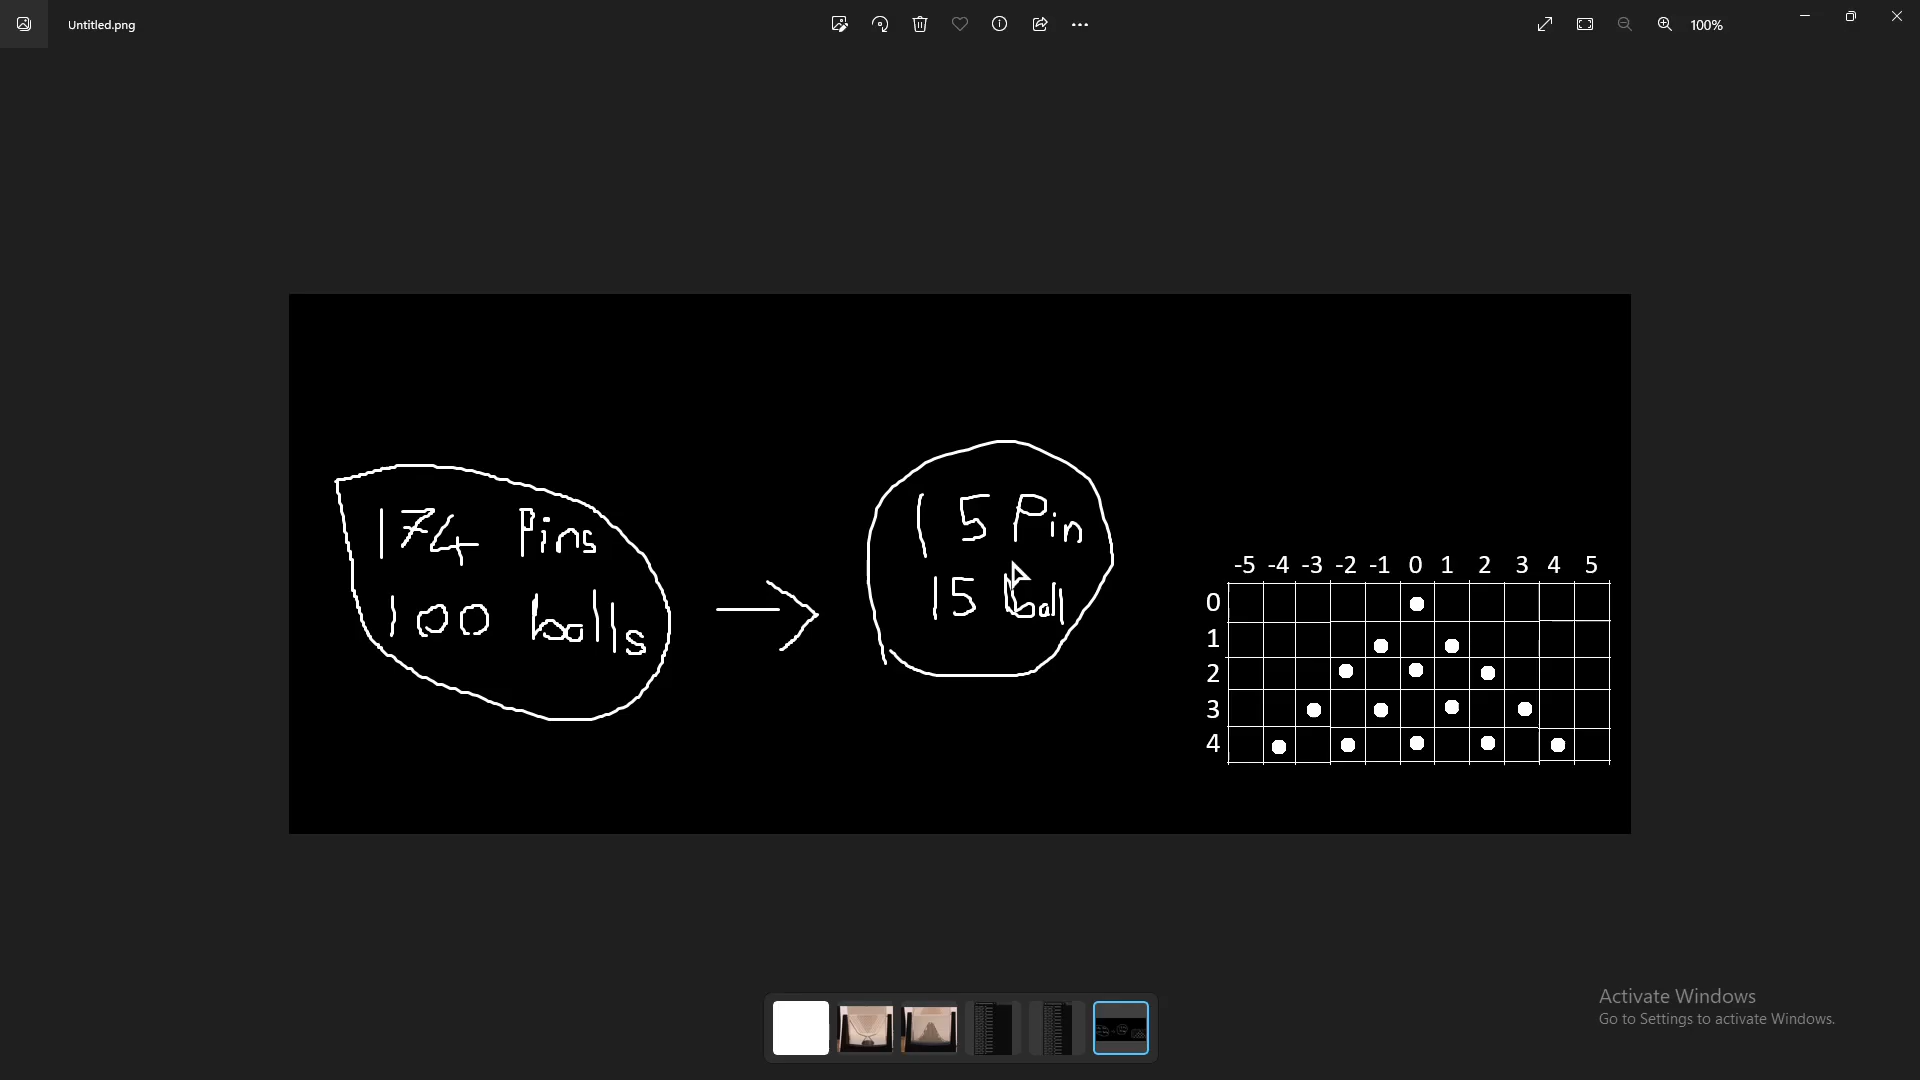 Untitled.png
100%
174 Pins
100 balls
15 Pin
15 ball
-5 -4 -3 -2 -1 0 1 2 3 4 5
0
1
2
3
4
Activate Windows
Go to Settings to activate Windows.